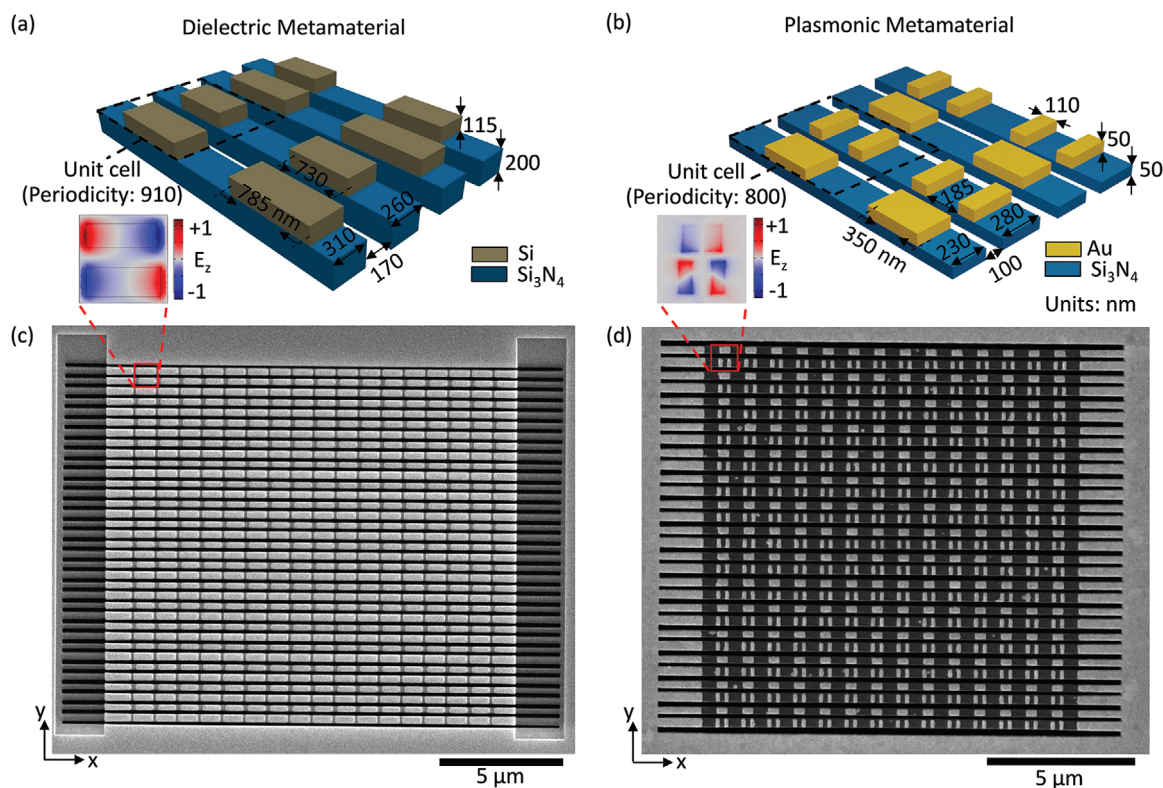 (a)
Dielectric Metamaterial
115
200
Unit cell
(Periodicity: 910)
730
785 nm
260
310
170
+1
E_z
-1
Si
Si₃N₄
(b)
Plasmonic Metamaterial
110
50
50
Unit cell
(Periodicity: 800)
185
280
350 nm
230
100
+1
E_z
-1
Au
Si₃N₄
Units: nm
(c)
y
x
5 μm
(d)
y
x
5 μm